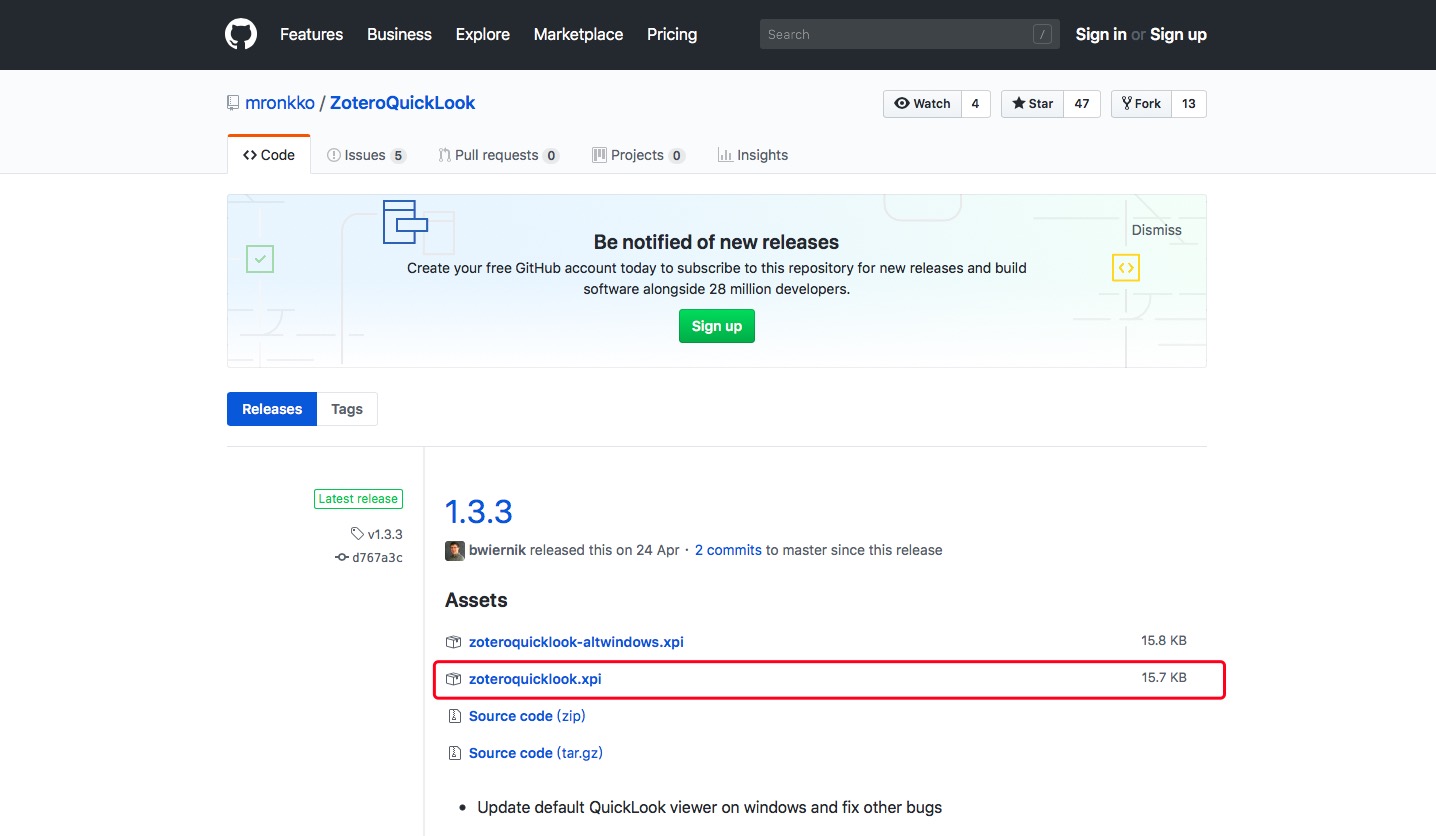 Features Business Explore Marketplace Pricing Search / Sign in or Sign up
mronkko / ZoteroQuickLook Watch 4 Star 47 Fork 13
Code Issues 5 Pull requests 0 Projects 0 Insights
Dismiss
Be notified of new releases
Create your free GitHub account today to subscribe to this repository for new releases and build
software alongside 28 million developers.
Sign up
Releases Tags
Latest release
v1.3.3
d767a3c
1.3.3
bwiernik released this on 24 Apr · 2 commits to master since this release
Assets
zoteroquicklook-altwindows.xpi 15.8 KB
zoteroquicklook.xpi 15.7 KB
Source code (zip)
Source code (tar.gz)
• Update default QuickLook viewer on windows and fix other bugs